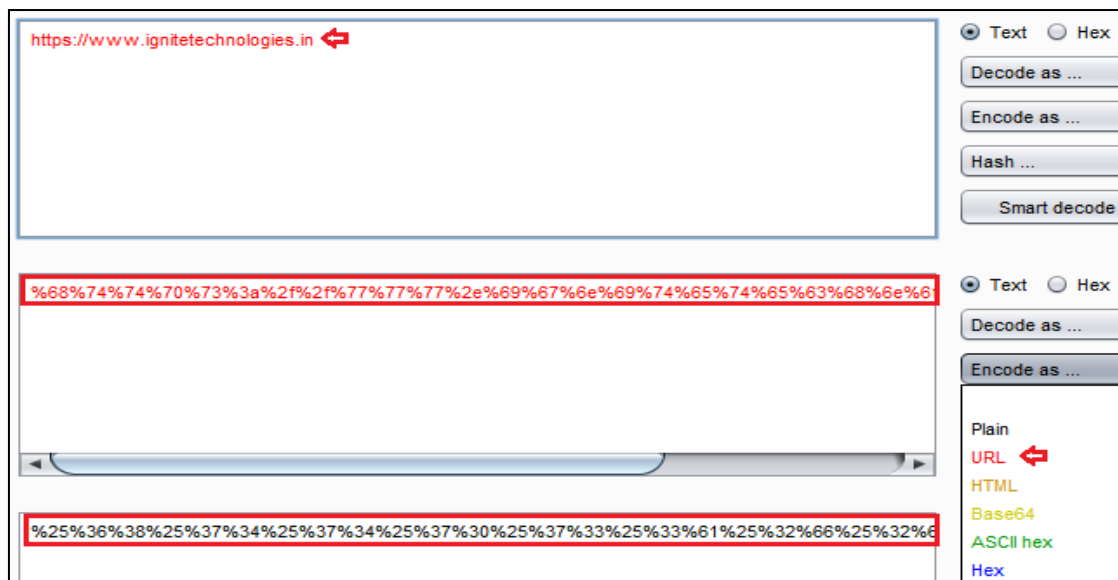 https://www.ignitetechnologies.in
Text Hex
Decode as ...
Encode as ...
Hash ...
Smart decode
%68%74%74%70%73%3a%2f%2f%77%77%77%2e%69%67%6e%69%74%65%74%65%63%68%6e%6
Text Hex
Decode as ...
Encode as ...
Plain
URL
HTML
Base64
ASCII hex
Hex
%25%36%38%25%37%34%25%37%34%25%37%30%25%37%33%25%33%61%25%32%66%25%32%6